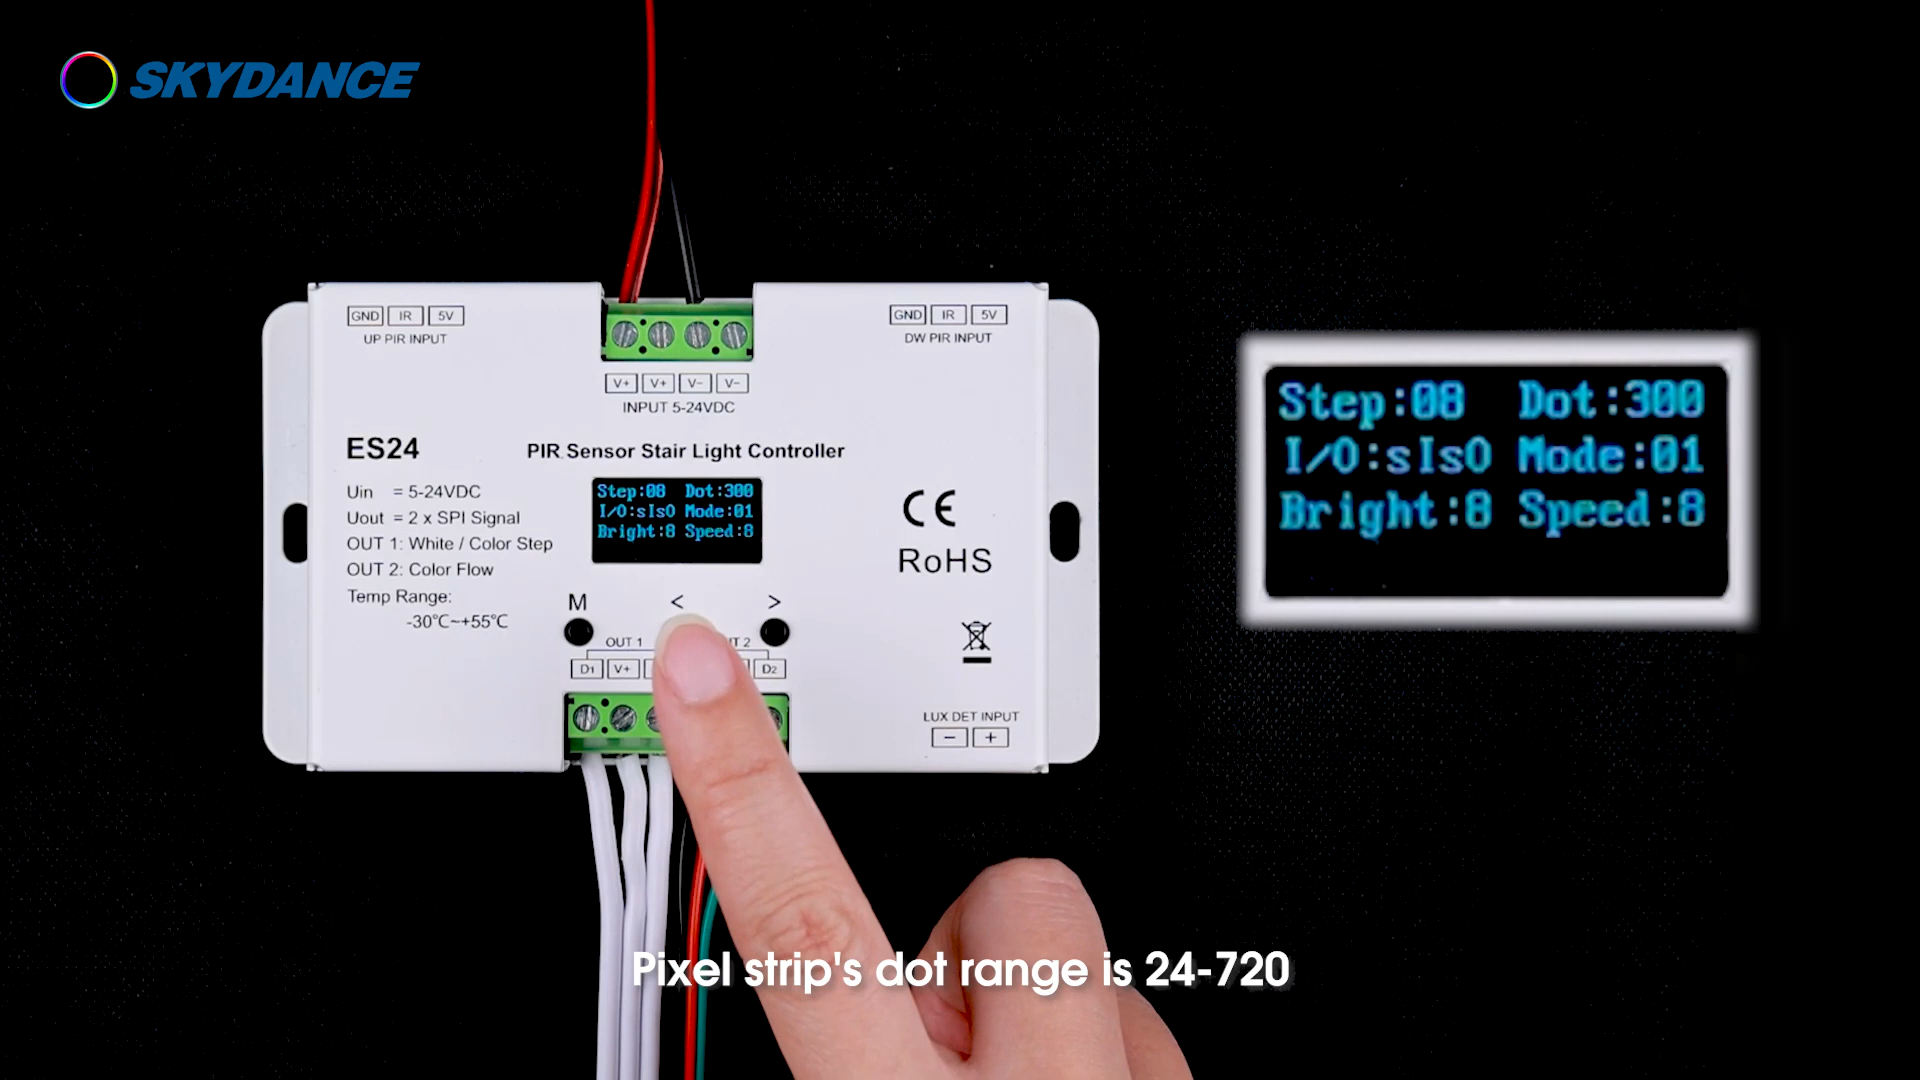 SKYDANCE
GND IR 5V
UP PIR INPUT
V+ V+ V- V-
INPUT 5-24VDC
GND IR 5V
DW PIR INPUT
ES24
PIR Sensor Stair Light Controller
Uin = 5-24VDC
Uout = 2 x SPI Signal
OUT 1: White / Color Step
OUT 2: Color Flow
Temp Range:
-30℃~+55℃
Step:08 Dot:300
I/O:sIsO Mode:01
Bright:8 Speed:8
CE
RoHS
M < >
OUT 1
D1 V+
D2
LUX DET INPUT
- +
Step:08 Dot:300
I/O:sIsO Mode:01
Bright:8 Speed:8
Pixel strip's dot range is 24-720